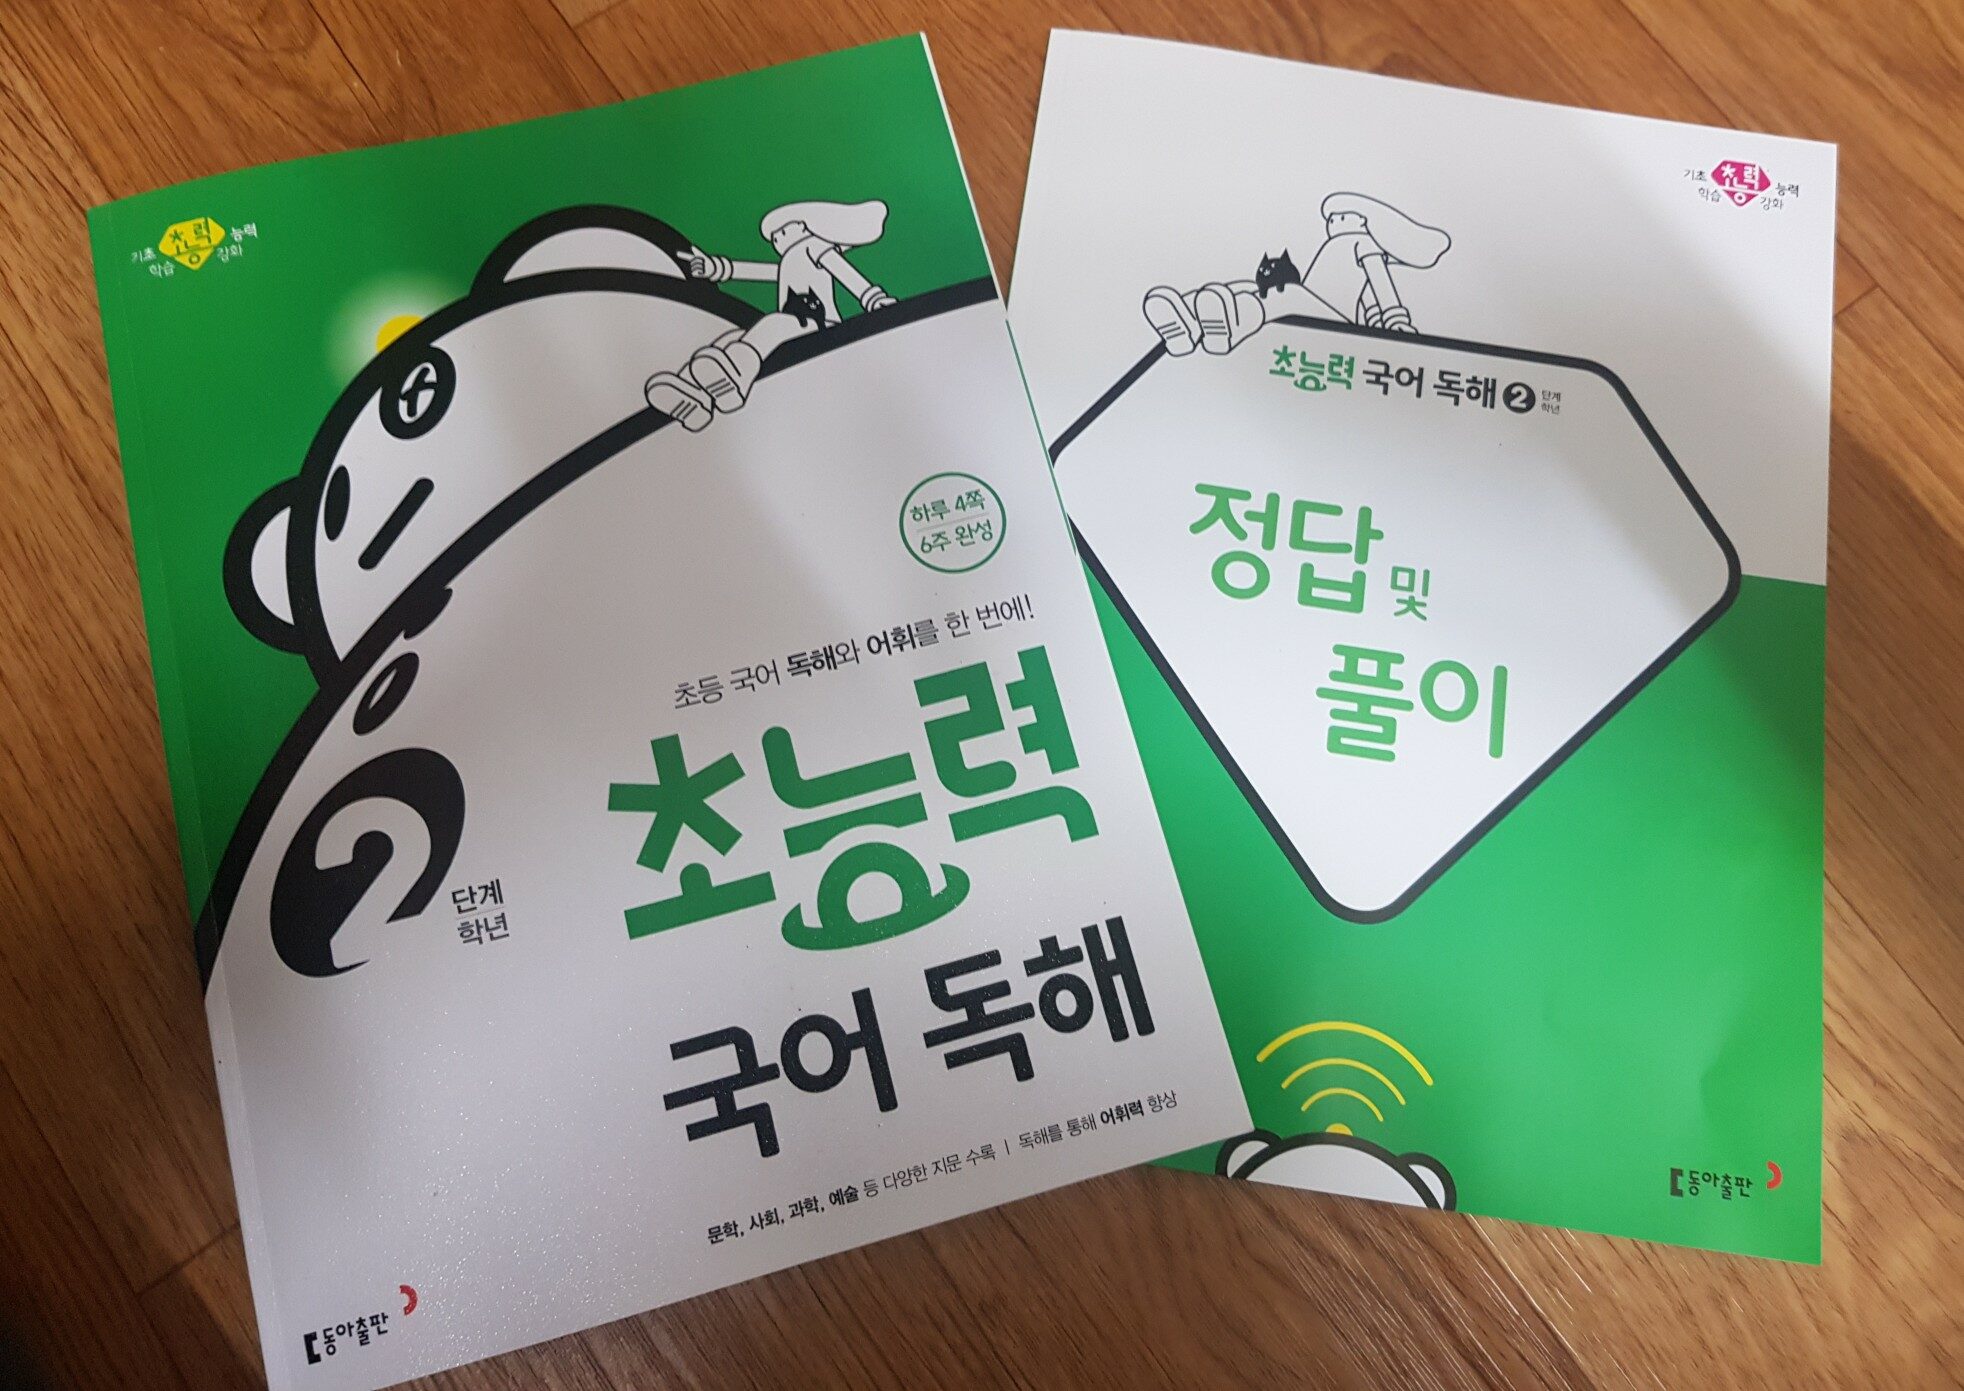 기초 초능력 능력
학습 강화
하루 4쪽
6주 완성
초등 국어 독해와 어휘를 한 번에!
초능력
국어 독해
2 단계
학년
문학, 사회, 과학, 예술 등 다양한 지문 수록 | 독해를 통해 어휘력 향상
동아출판
기초 초능력 능력
학습 강화
초능력 국어 독해 2 단계
학년
정답 및
풀이
동아출판